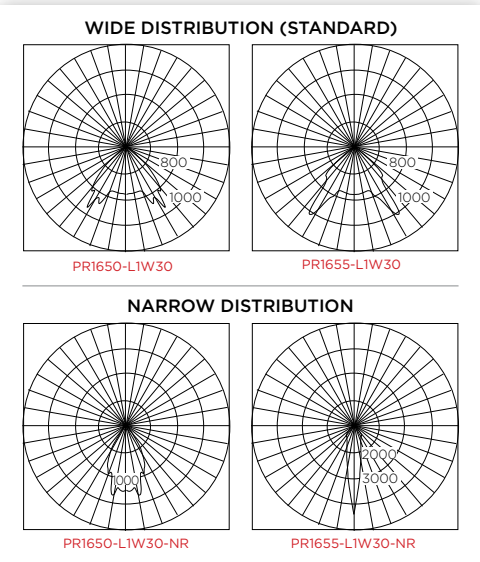 WIDE DISTRIBUTION (STANDARD)
800
800
1000
1000
PR1650-L1W30
PR1655-L1W30
NARROW DISTRIBUTION
2000
1000
3000
PR1650-L1W30-NR
PR1655-L1W30-NR